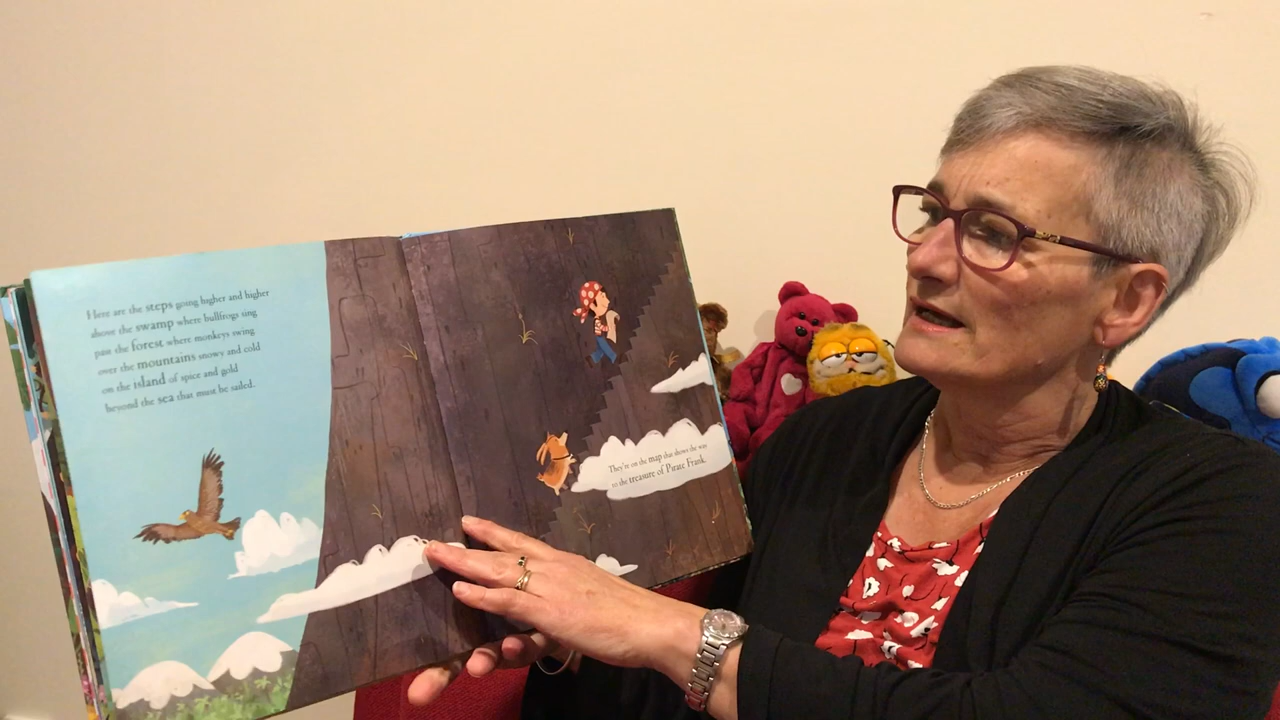 Here are the steps going higher and higher
above the swamp where bullfrogs sing
past the forest where monkeys swing
over the mountains snowy and cold
on the island of spice and gold
beyond the sea that must be sailed.
They're on the map that shows the way
to the treasure of Pirate Frank.